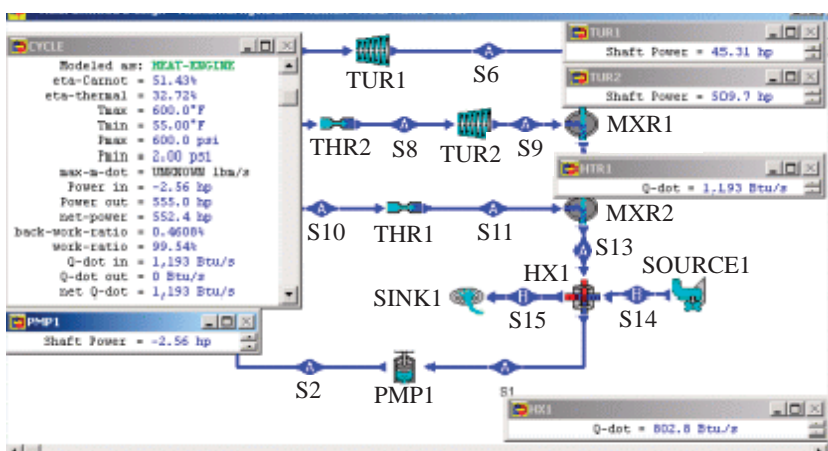 CYCLE
Modeled as: HEAT-ENGINE
eta-Carnot = 51.43%
eta-thermal = 32.72%
Tmax = 600.0°F
Tmin = 55.00°F
Pmax = 600.0 psi
Pmin = 2.00 psi
max-m-dot = UNKNOWN lbm/s
Power in = -2.56 hp
Power out = 555.0 hp
net-power = 552.4 hp
back-work-ratio = 0.4608%
work-ratio = 99.54%
Q-dot in = 1,193 Btu/s
Q-dot out = 0 Btu/s
net Q-dot = 1,193 Btu/s
TUR1
S6
TUR1
Shaft Power = 45.31 hp
TUR2
Shaft Power = 509.7 hp
THR2
S8
TUR2
S9
MXR1
HTR1
Q-dot = 1,193 Btu/s
S10
THR1
S11
MXR2
S13
HX1
SOURCE1
SINK1
S15
S14
PMP1
Shaft Power = -2.56 hp
S2
PMP1
S1
HX1
Q-dot = 802.8 Btu/s